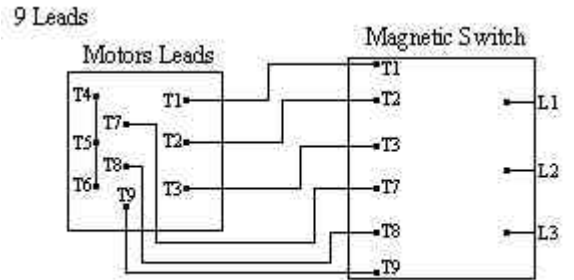 9 Leads
Motors Leads
Magnetic Switch
T4
T1
T7
T5
T2
T8
T6
T3
T9
T1
T2
T3
T7
T8
T9
L1
L2
L3